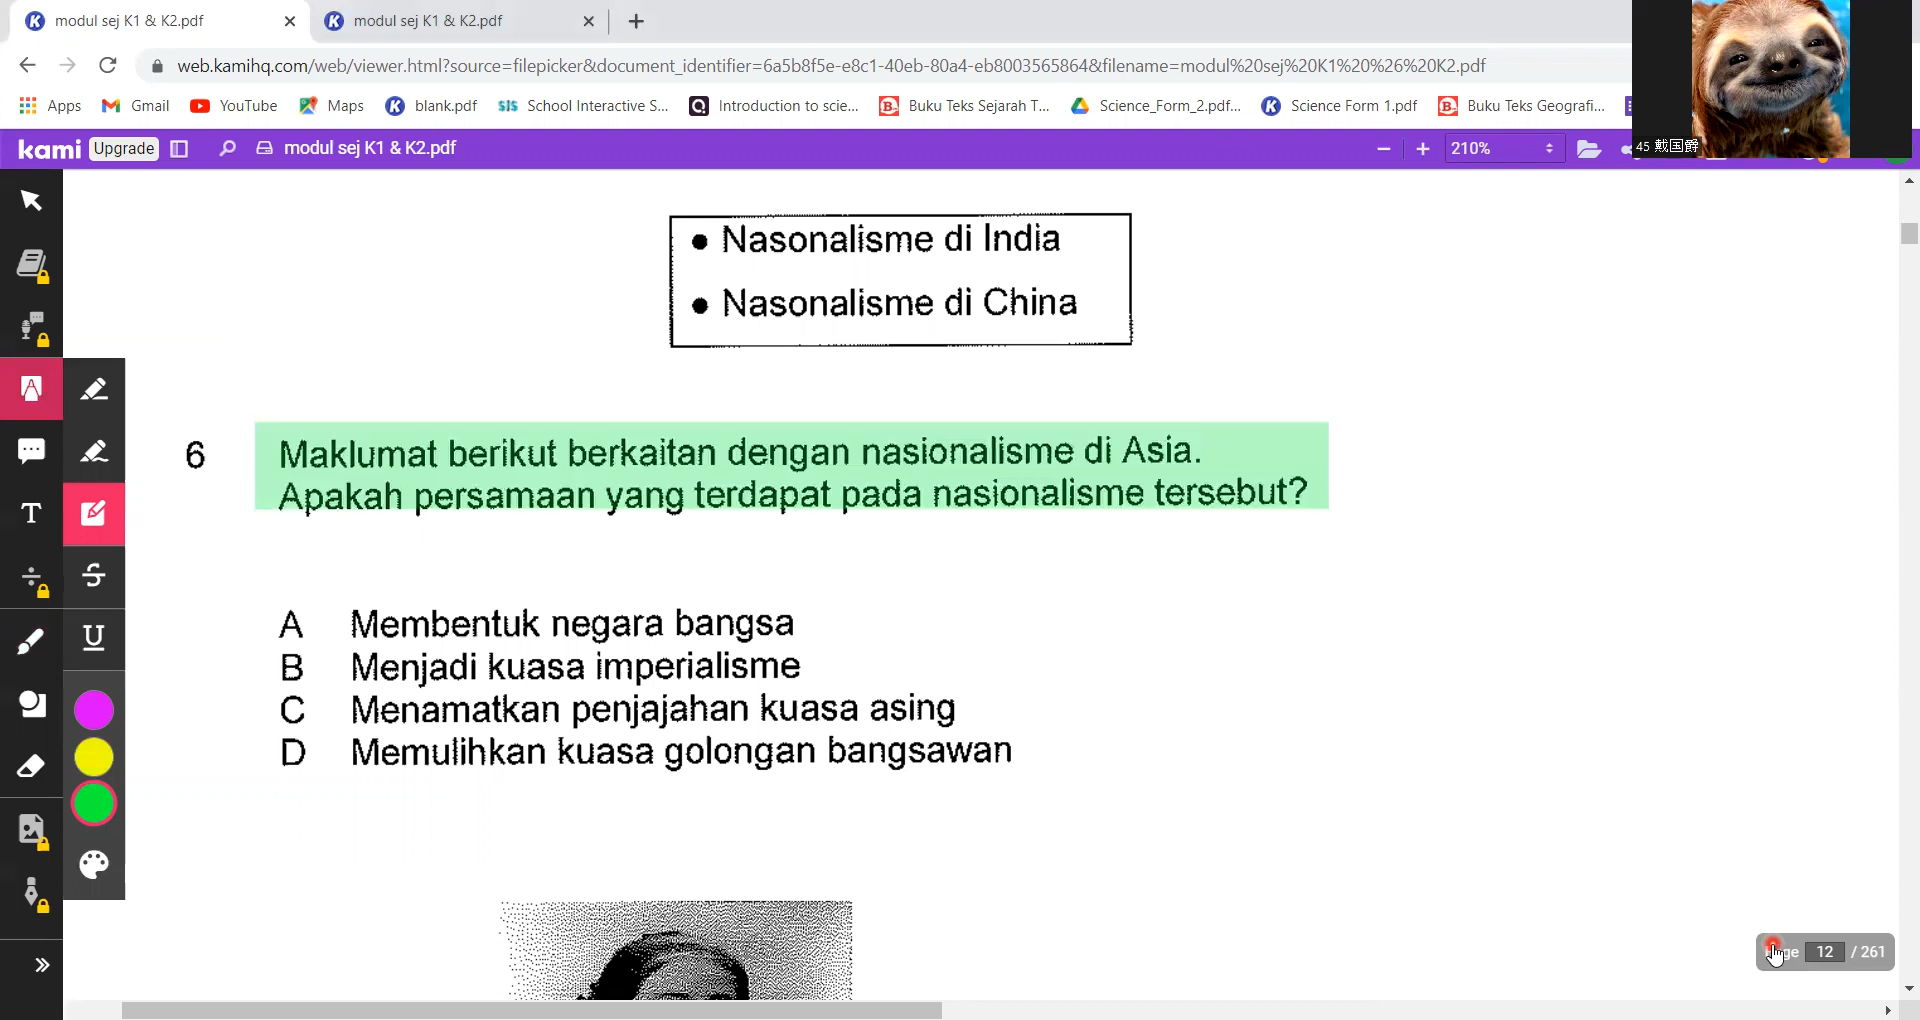 modul sej K1 & K2.pdf
modul sej K1 & K2.pdf
web.kamihq.com/web/viewer.html?source=filepicker&document_identifier=6a5b8f5e-e8c1-40eb-80a4-eb8003565864&filename=modul%20sej%20K1%20%26%20K2.pdf
Apps Gmail YouTube Maps blank.pdf SIS School Interactive S... Introduction to scie... Buku Teks Sejarah T... Science_Form_2.pdf... Science Form 1.pdf Buku Teks Geografi...
45 戴国爵
kami Upgrade modul sej K1 & K2.pdf 210%
• Nasonalisme di India
• Nasonalisme di China
6 Maklumat berikut berkaitan dengan nasionalisme di Asia.
Apakah persamaan yang terdapat pada nasionalisme tersebut?
A Membentuk negara bangsa
B Menjadi kuasa imperialisme
C Menamatkan penjajahan kuasa asing
D Memulihkan kuasa golongan bangsawan
12 / 261